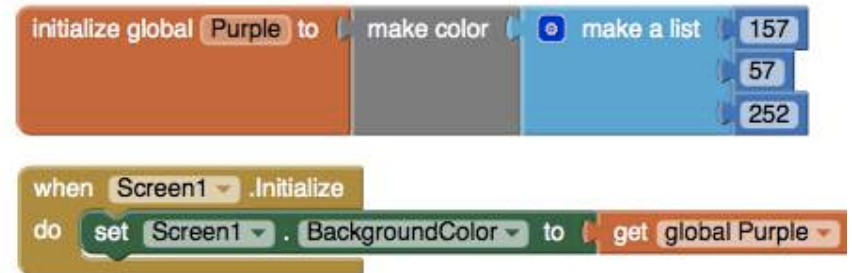 initialize global Purple to make color make a list 157
57
252
when Screen1 .Initialize
do set Screen1 . BackgroundColor to get global Purple